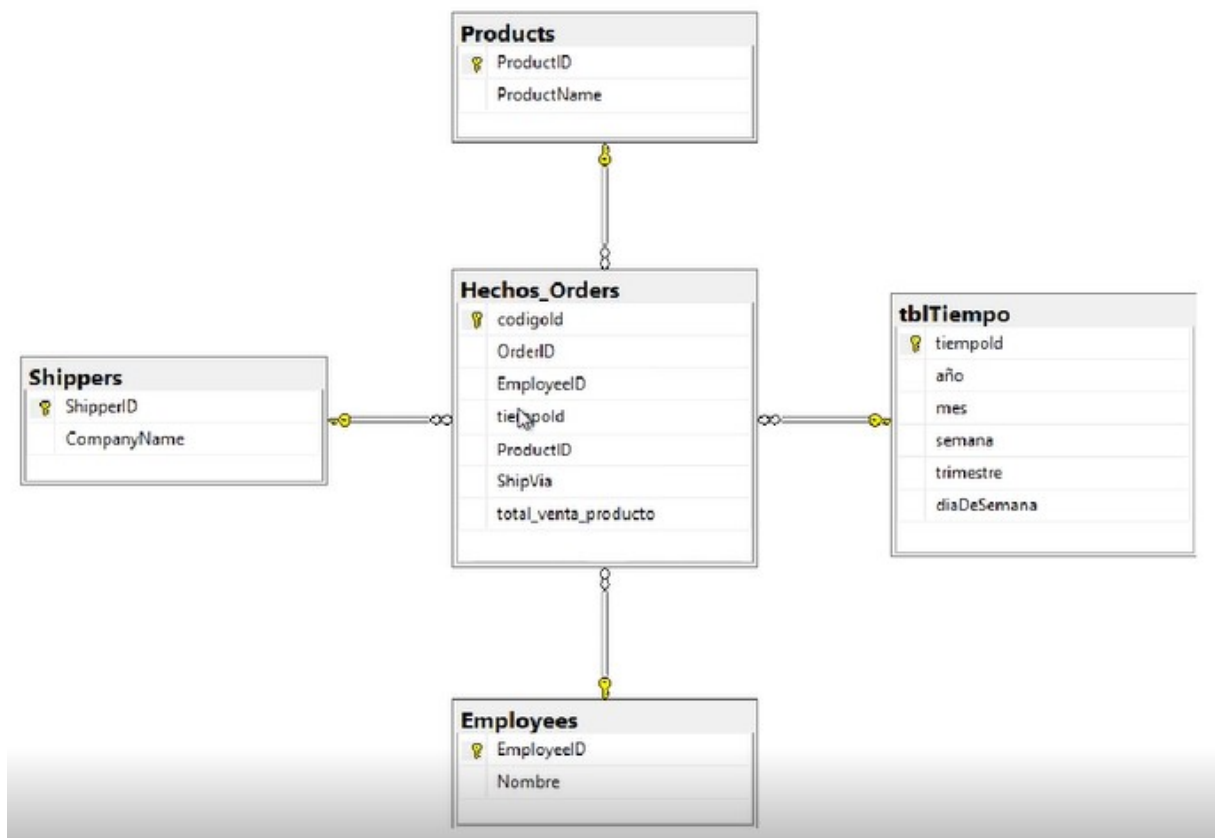 Products
ProductID
ProductName
Hechos_Orders
codigoId
OrderID
EmployeeID
tiempoId
ProductID
ShipVia
total_venta_producto
tblTiempo
tiempoId
año
mes
semana
trimestre
diaDeSemana
Shippers
ShipperID
CompanyName
Employees
EmployeeID
Nombre